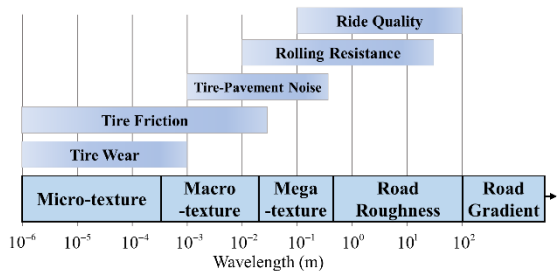 Ride Quality
Rolling Resistance
Tire-Pavement Noise
Tire Friction
Tire Wear
Micro-texture
Macro
-texture
Mega
-texture
Road
Roughness
Road
Gradient
10⁻⁶ 10⁻⁵ 10⁻⁴ 10⁻³ 10⁻² 10⁻¹ 10⁰ 10¹ 10²
Wavelength (m)